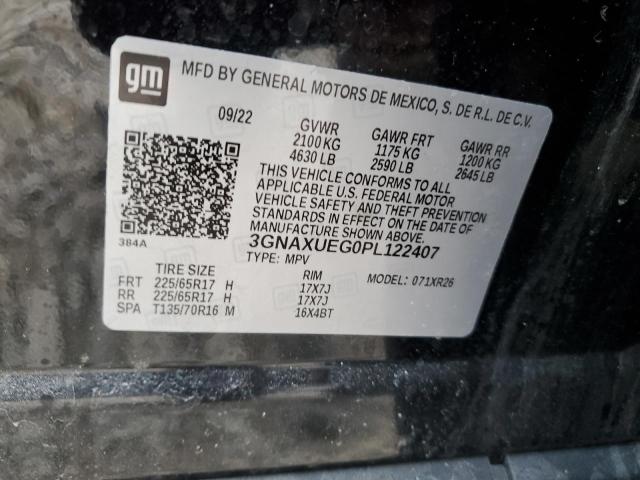 gm
MFD BY GENERAL MOTORS DE MEXICO, S. DE R.L. DE C.V.
09/22 GVWR GAWR FRT GAWR RR
2100 KG 1175 KG 1200 KG
4630 LB 2590 LB 2645 LB
THIS VEHICLE CONFORMS TO ALL
APPLICABLE U.S. FEDERAL MOTOR
VEHICLE SAFETY AND THEFT PREVENTION
STANDARDS IN EFFECT ON THE DATE OF
MANUFACTURE SHOWN ABOVE.
384A
3GNAXUEG0PL122407
TYPE: MPV
TIRE SIZE RIM MODEL: 071XR26
FRT 225/65R17 H 17X7J
RR 225/65R17 H 17X7J
SPA T135/70R16 M 16X4BT